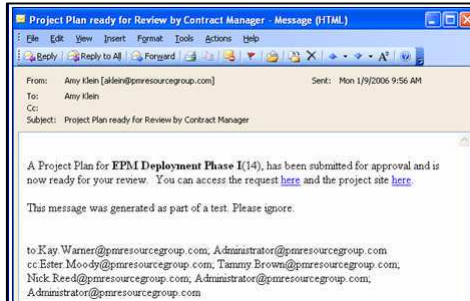 Project Plan ready for Review by Contract Manager - Message (HTML)
File Edit View Insert Format Tools Actions Help
Reply Reply to All Forward
From: Amy Klein [aklein@pmresourcegroup.com] Sent: Mon 1/9/2006 9:56 AM
To: Amy Klein
Cc:
Subject: Project Plan ready for Review by Contract Manager
A Project Plan for EPM Deployment Phase I(14), has been submitted for approval and is
now ready for your review. You can access the request here and the project site here.
This message was generated as part of a test. Please ignore.
to:Kay.Warner@pmresourcegroup.com; Administrator@pmresourcegroup.com
cc:Ester.Moody@pmresourcegroup.com; Tammy.Brown@pmresourcegroup.com;
Nick.Reed@pmresourcegroup.com; Administrator@pmresourcegroup.com;
Administrator@pmresourcegroup.com